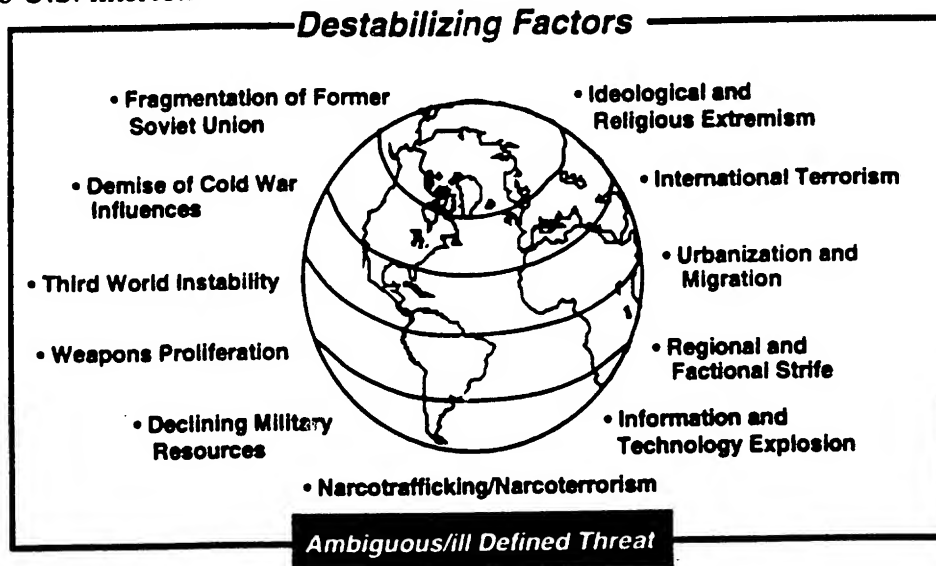 Destabilizing Factors
• Fragmentation of Former
Soviet Union
• Demise of Cold War
Influences
• Third World Instability
• Weapons Proliferation
• Declining Military
Resources
• Ideological and
Religious Extremism
• International Terrorism
• Urbanization and
Migration
• Regional and
Factional Strife
• Information and
Technology Explosion
• Narcotrafficking/Narcoterrorism
Ambiguous/ill Defined Threat